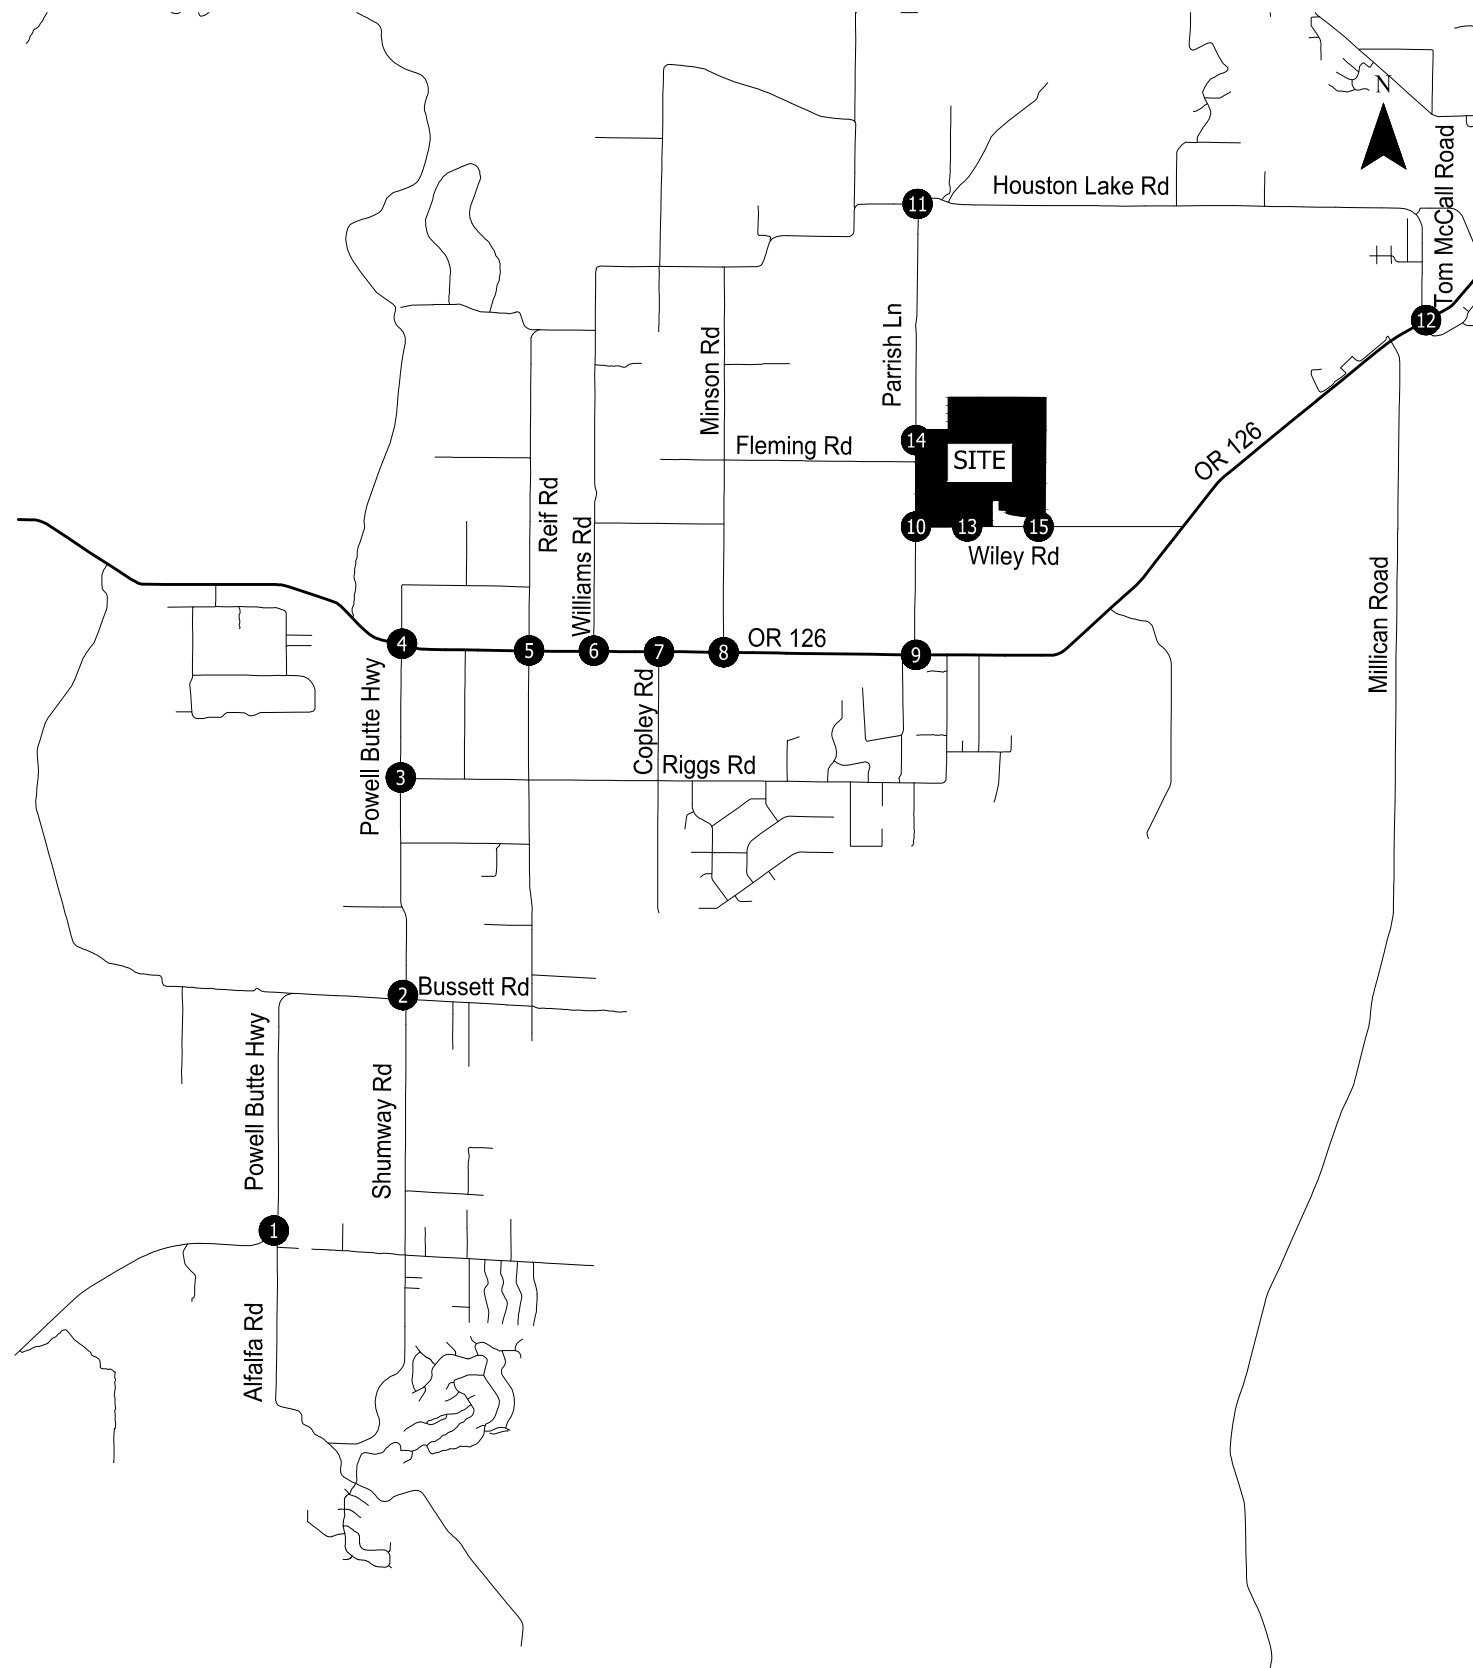 N
Tom McCall Road
Houston Lake Rd
11
12
Parrish Ln
Minson Rd
14
Fleming Rd
SITE
OR 126
Reif Rd
Williams Rd
10
13
15
Wiley Rd
Millican Road
4
5
6
7
8
OR 126
9
Powell Butte Hwy
Copley Rd
3
Riggs Rd
2
Bussett Rd
Powell Butte Hwy
Shumway Rd
1
Alfalfa Rd